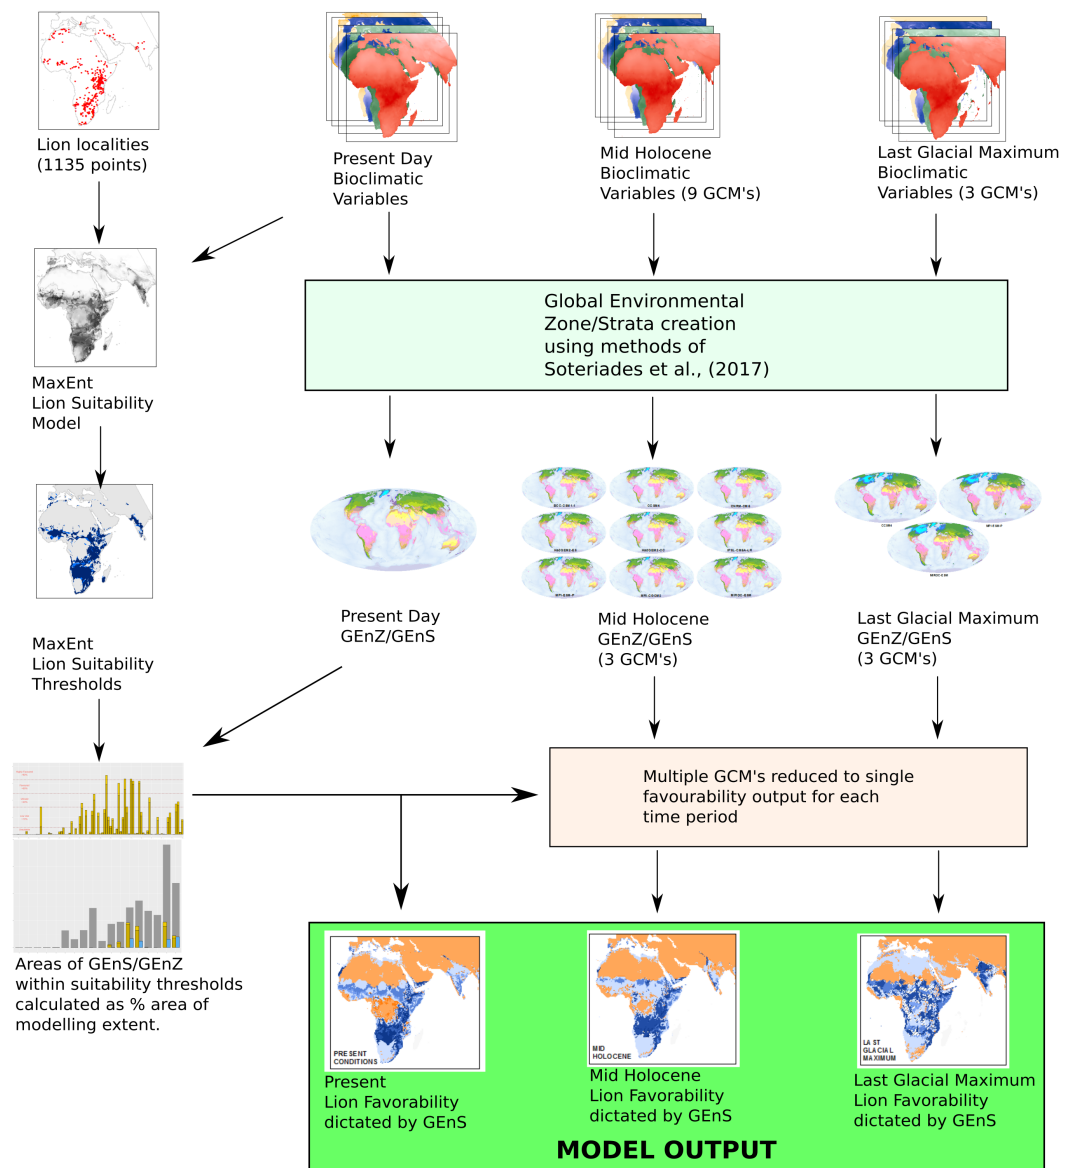 Lion localities
(1135 points)
Present Day
Bioclimatic
Variables
Mid Holocene
Bioclimatic
Variables (9 GCM's)
Last Glacial Maximum
Bioclimatic
Variables (3 GCM's)
Global Environmental
Zone/Strata creation
using methods of
Soteriades et al., (2017)
MaxEnt
Lion Suitability
Model
CCSM4
Present Day
GEnZ/GEnS
Mid Holocene
GEnZ/GEnS
(3 GCM's)
Last Glacial Maximum
GEnZ/GEnS
(3 GCM's)
MaxEnt
Lion Suitability
Thresholds
Multiple GCM's reduced to single
favourability output for each
time period
Areas of GEnS/GEnZ
within suitability thresholds
calculated as % area of
modelling extent.
PRESENT
CONDITIONS
MID
HOLOCENE
LAST
GLACIAL
MAXIMUM
Present
Lion Favorability
dictated by GEnS
Mid Holocene
Lion Favorability
dictated by GEnS
Last Glacial Maximum
Lion Favorability
dictated by GEnS
MODEL OUTPUT